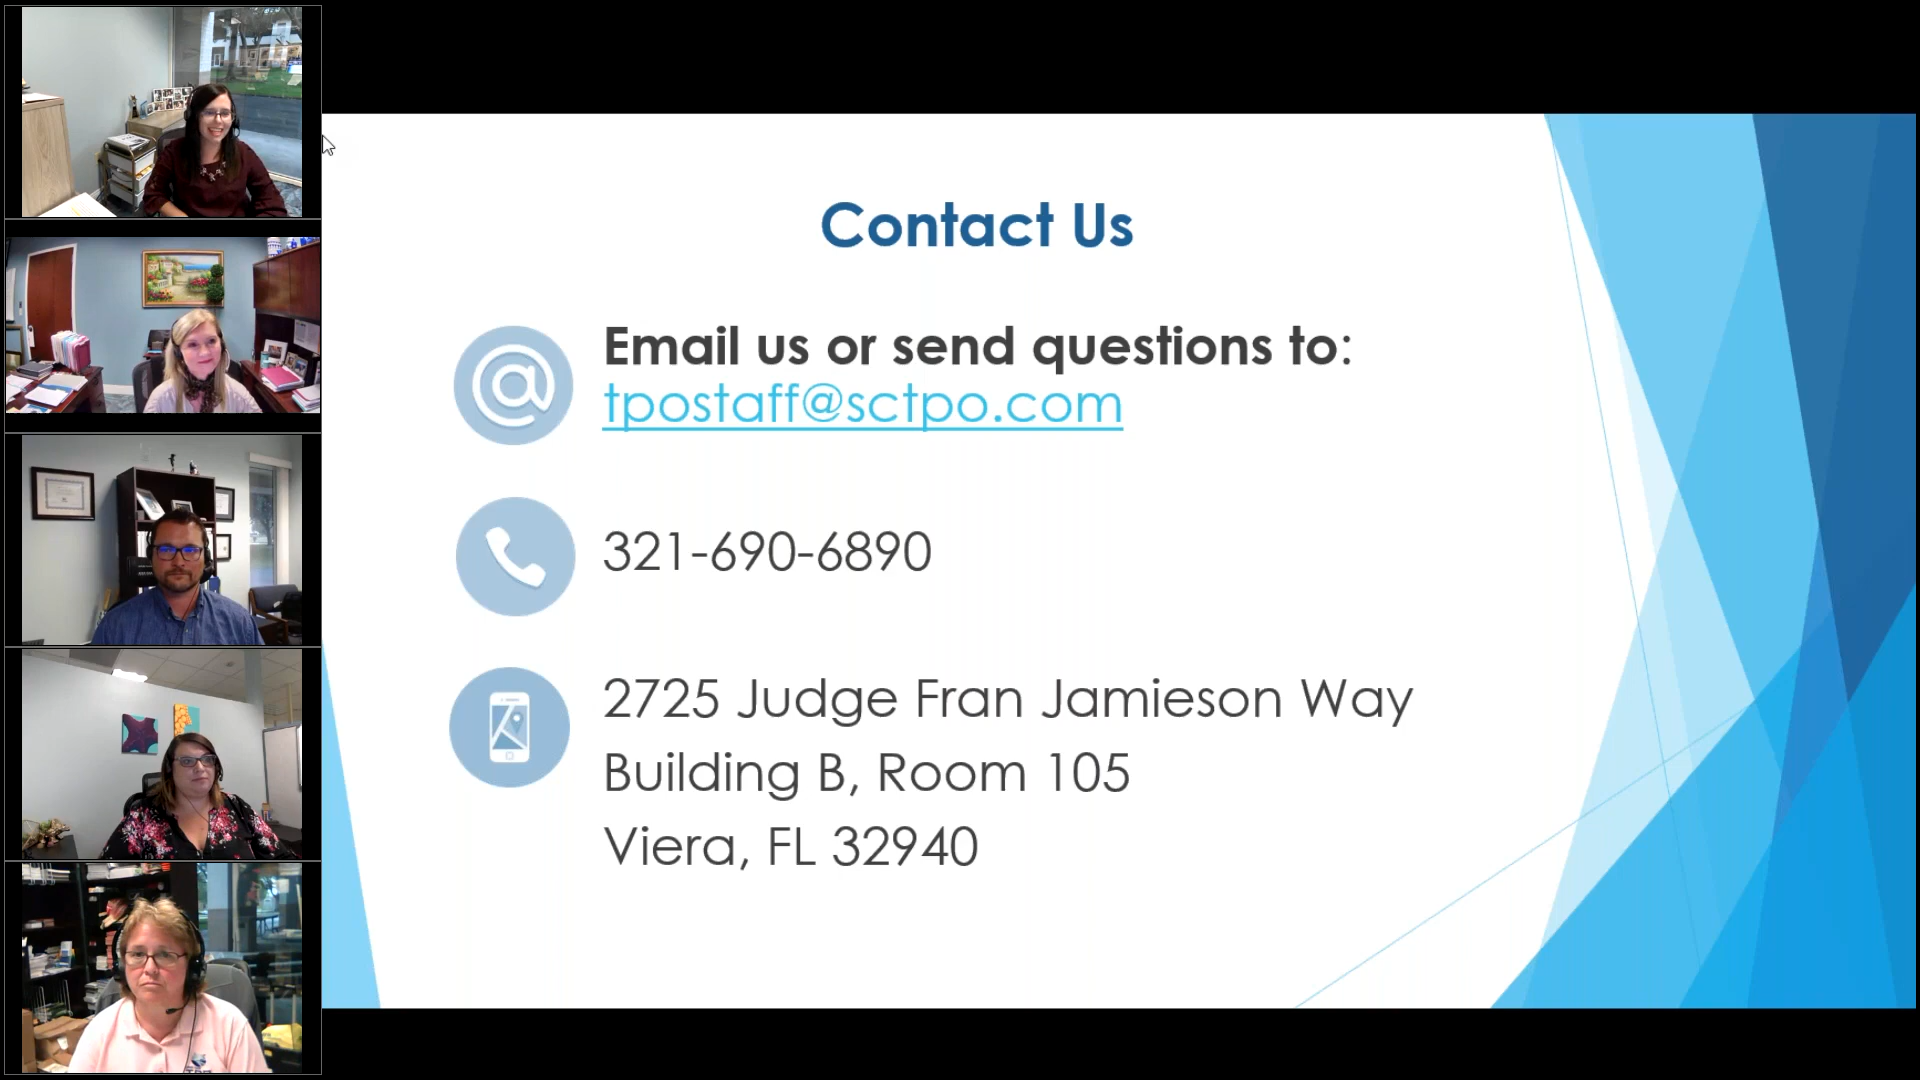 Contact Us
Email us or send questions to:
tpostaff@sctpo.com
321-690-6890
2725 Judge Fran Jamieson Way
Building B, Room 105
Viera, FL 32940